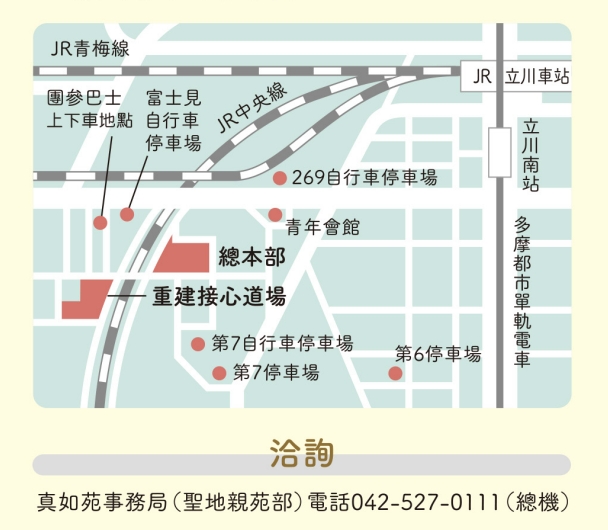 JR青梅線
JR 立川車站
團參巴士
上下車地點
富士見
自行車
停車場
JR中央線
立川南站
269自行車停車場
青年會館
多摩都市單軌電車
總本部
重建接心道場
第7自行車停車場
第6停車場
第7停車場
洽詢
真如苑事務局（聖地親苑部）電話042-527-0111（總機）